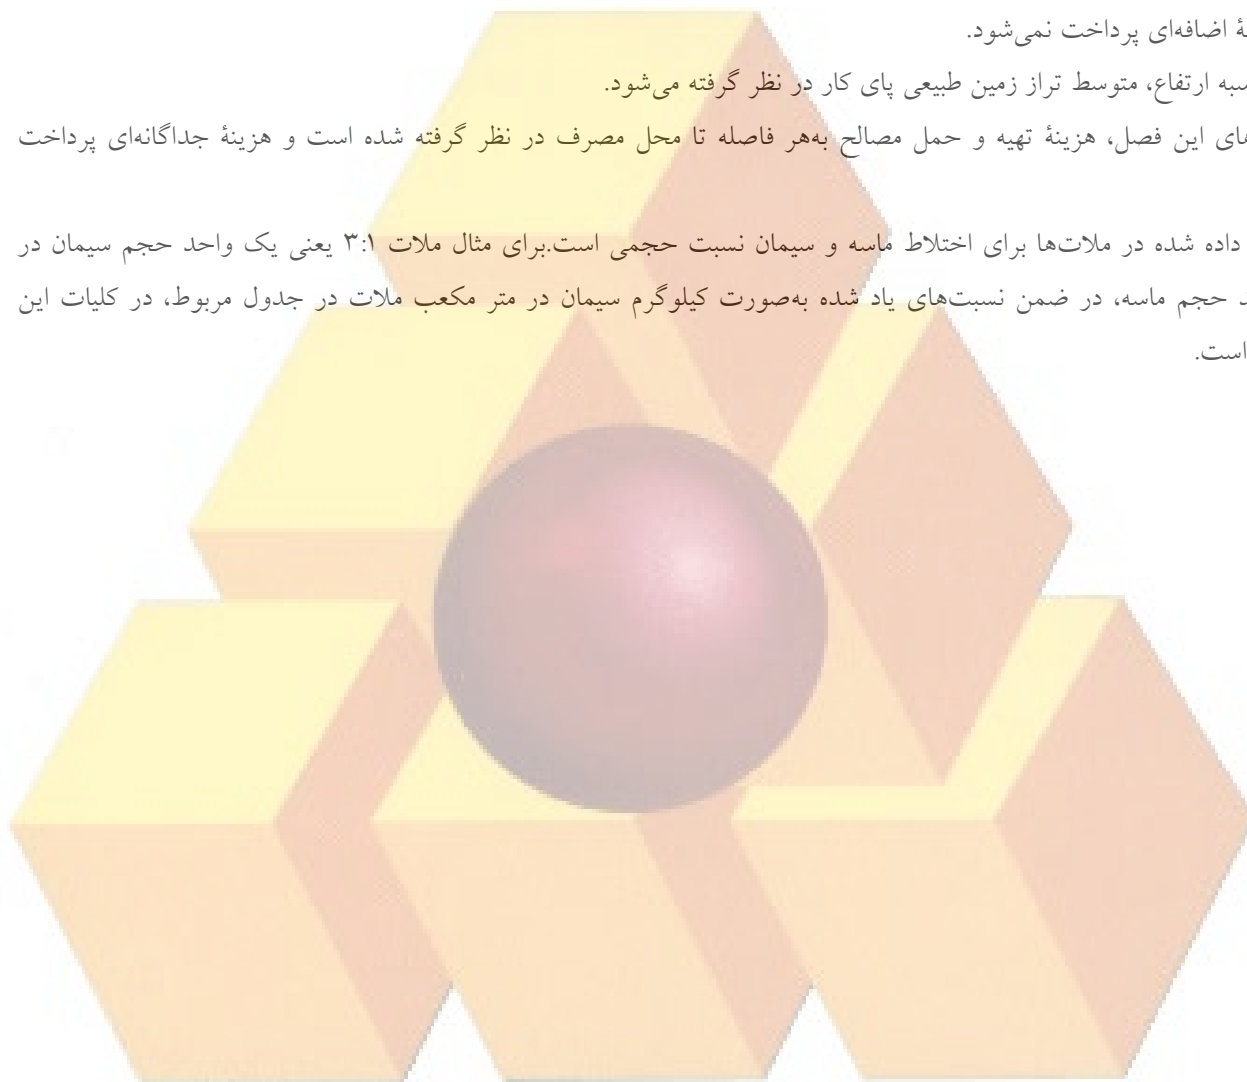 اضافه‌ای پرداخت نمی‌شود.
ارتفاع، متوسط تراز زمین طبیعی پای کار در نظر گرفته می‌شود.
این فصل، هزینهٔ تهیه و حمل مصالح به‌هر فاصله تا محل مصرف در نظر گرفته شده است و هزینهٔ جداگانه‌ای پرداخت
داده شده در ملات‌ها برای اختلاط ماسه و سیمان نسبت حجمی است.برای مثال ملات ۳:۱ یعنی یک واحد حجم سیمان در
حجم ماسه، در ضمن نسبت‌های یاد شده به‌صورت کیلوگرم سیمان در متر مکعب ملات در جدول مربوط، در کلیات این
است.